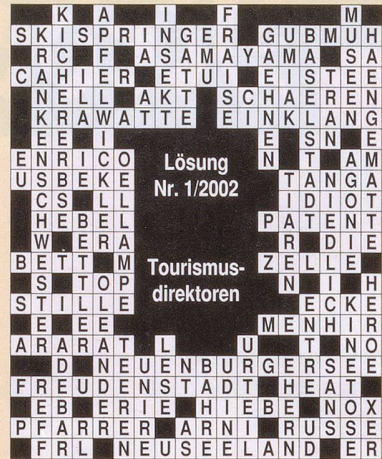 K A I F M
SKISPRINGER GUBMUH
RC F ASAMAYAMA SA
CAHIER ETUI EISTEE
NELL AKT SCHAEREN
KRAWATTE EINKLANG
EE I E SN E
ENRICO N T AM
USBEKE TANGA
CS LL IDIOT
HEBEL PATENT
W ERA R DIE
BETT M ZELLE
S TOP N I H
STILLE ECKE
E EE MENHIR
ARARAT L U T NO
D NEUENBURGERSEE
FREUDENSTADT HEAT
EB ERIE HIEBE NOX
PFARRER ARNI RUSSE
FRL NEUSEELAND ER
Lösung
Nr. 1/2002
Tourismus-
direktoren